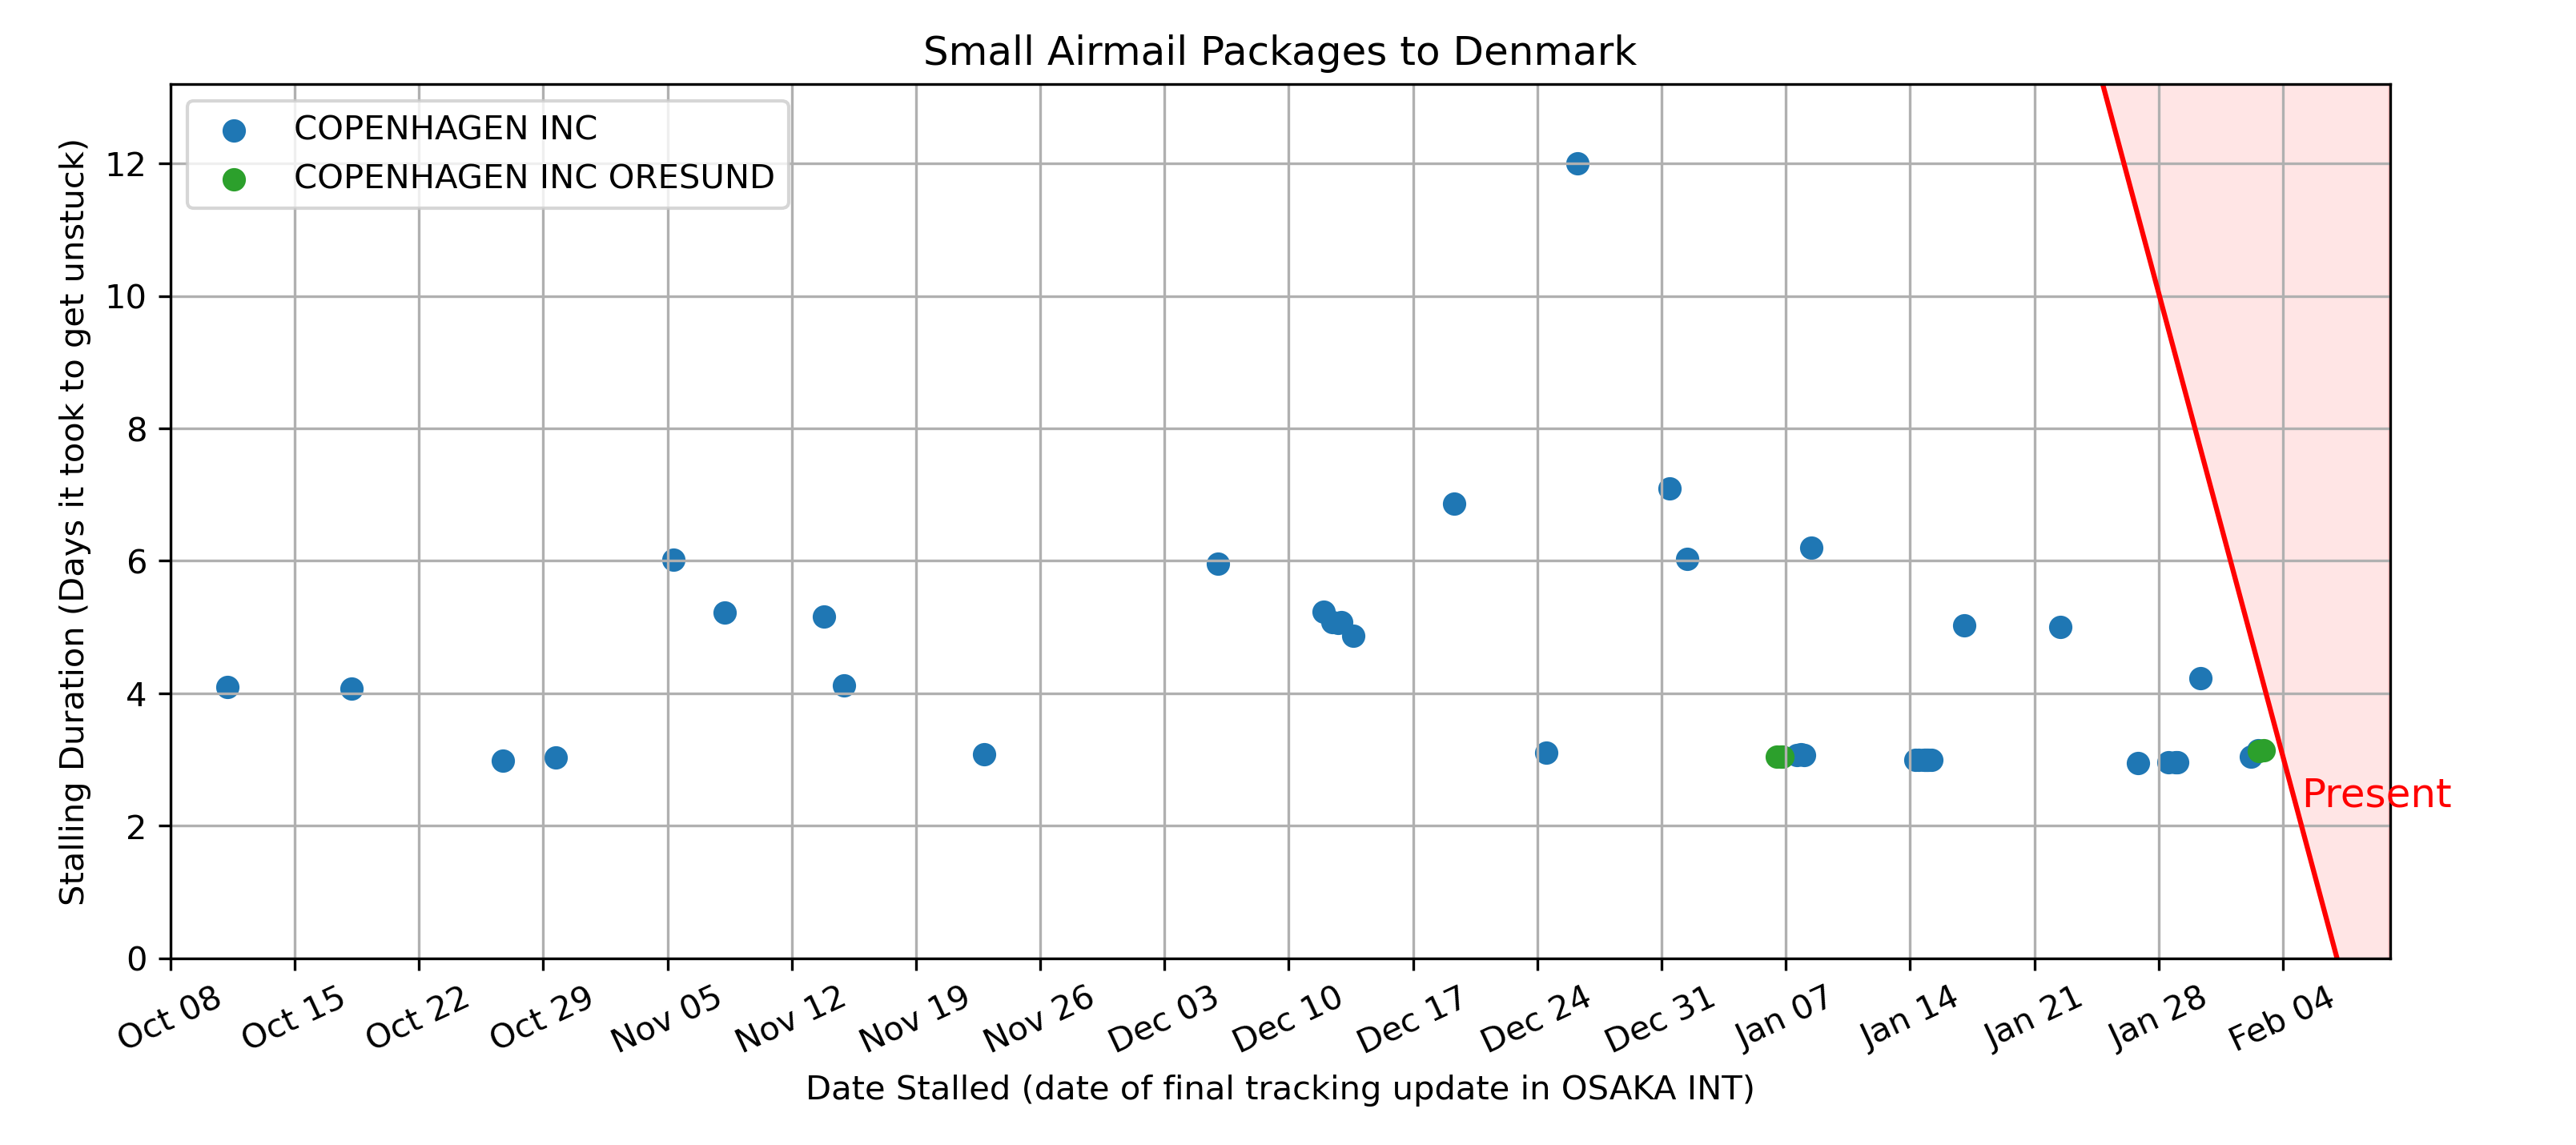 Small Airmail Packages to Denmark
COPENHAGEN INC
COPENHAGEN INC ORESUND
Stalling Duration (Days it took to get unstuck)
12
10
8
6
4
2
0
Present
Oct 08
Oct 15
Oct 22
Oct 29
Nov 05
Nov 12
Nov 19
Nov 26
Dec 03
Dec 10
Dec 17
Dec 24
Dec 31
Jan 07
Jan 14
Jan 21
Jan 28
Feb 04
Date Stalled (date of final tracking update in OSAKA INT)